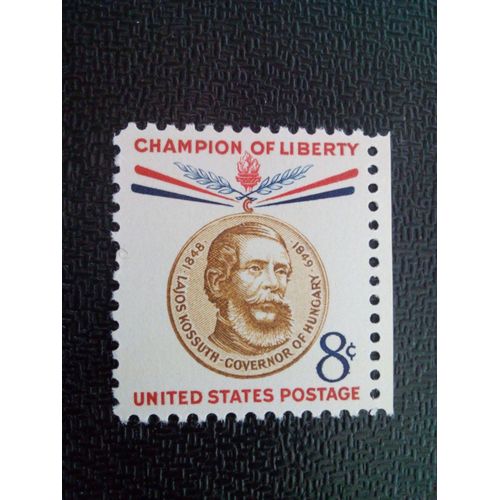 CHAMPION OF LIBERTY
1848 · LAJOS KOSSUTH-GOVERNOR OF HUNGARY · 1849
8¢
UNITED STATES POSTAGE